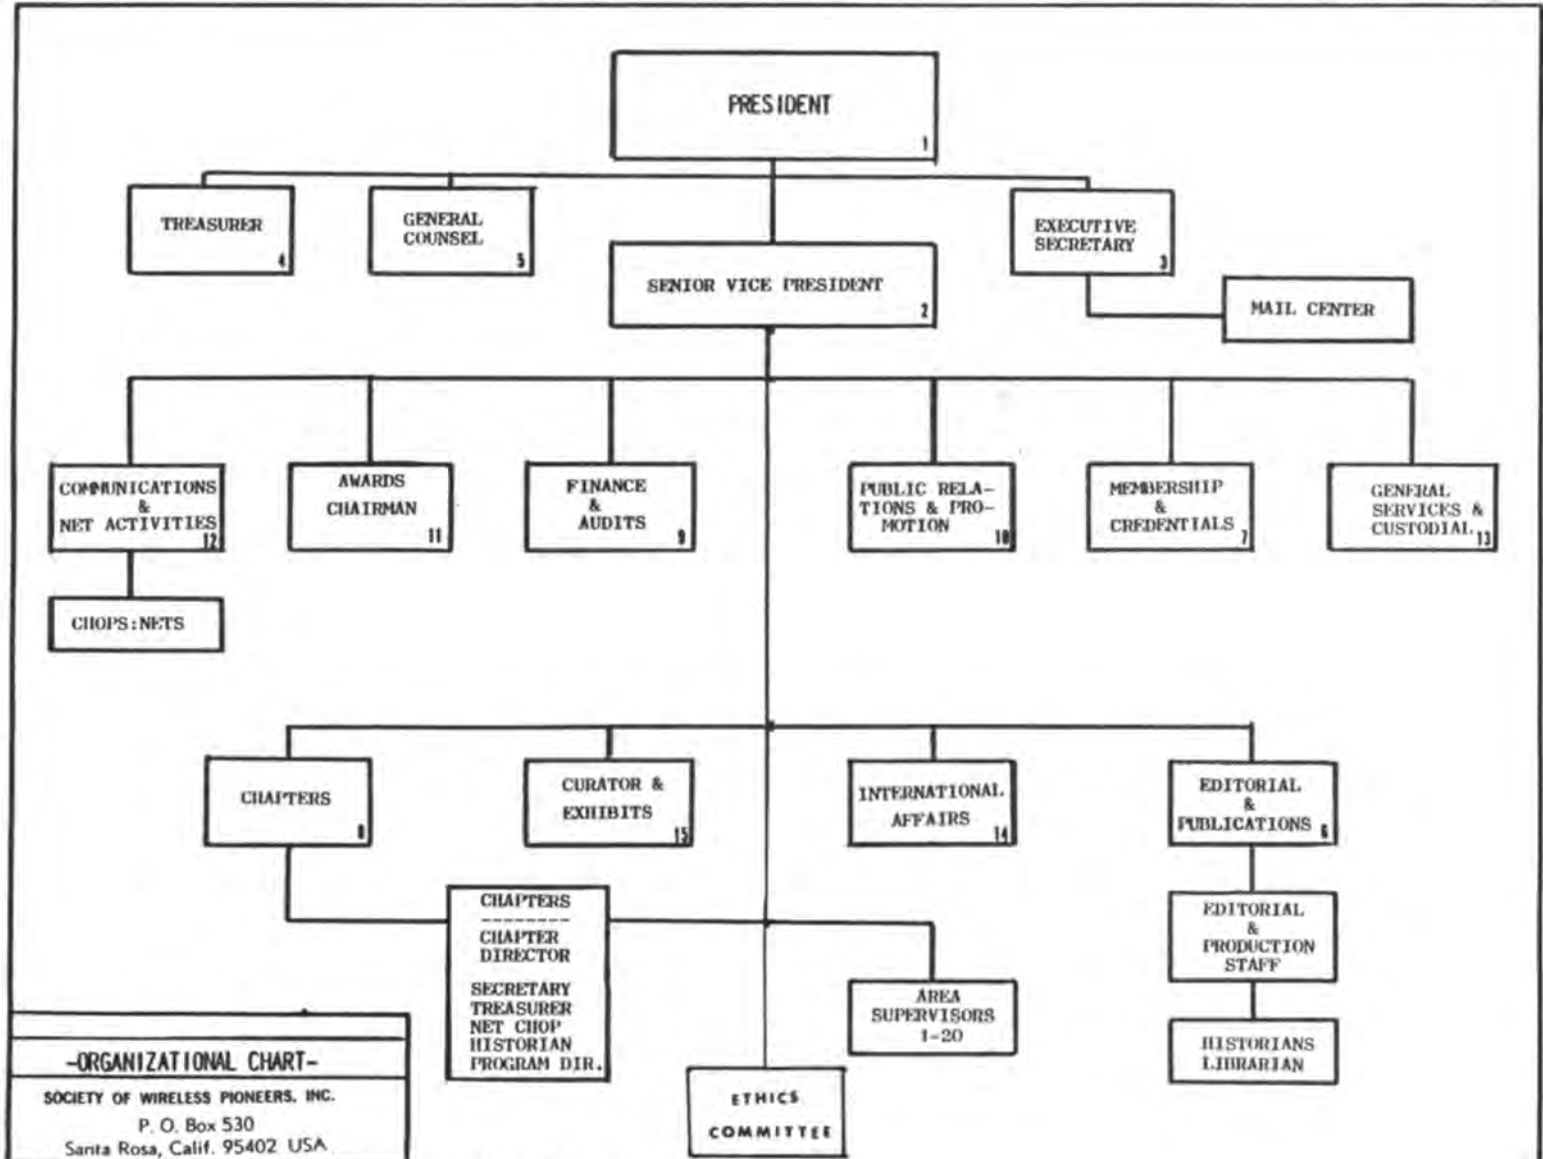 PRESIDENT
1
TREASURER
4
GENERAL
COUNSEL
5
EXECUTIVE
SECRETARY
3
SENIOR VICE PRESIDENT
2
MAIL CENTER
COMMUNICATIONS
&
NET ACTIVITIES
12
AWARDS
CHAIRMAN
11
FINANCE
&
AUDITS
9
PUBLIC RELA-
TIONS & PRO-
MOTION
10
MEMBERSHIP
&
CREDENTIALS
7
GENERAL
SERVICES &
CUSTODIAL
13
CHOPS:NETS
CHAPTERS
8
CURATOR &
EXHIBITS
15
INTERNATIONAL
AFFAIRS
14
EDITORIAL
&
PUBLICATIONS
6
CHAPTERS
--------
CHAPTER
DIRECTOR
SECRETARY
TREASURER
NET CHOP
HISTORIAN
PROGRAM DIR.
AREA
SUPERVISORS
1-20
EDITORIAL
&
PRODUCTION
STAFF
HISTORIANS
LIBRARIAN
ETHICS
COMMITTEE
-ORGANIZATIONAL CHART-
SOCIETY OF WIRELESS PIONEERS, INC.
P. O. Box 530
Santa Rosa, Calif. 95402 USA